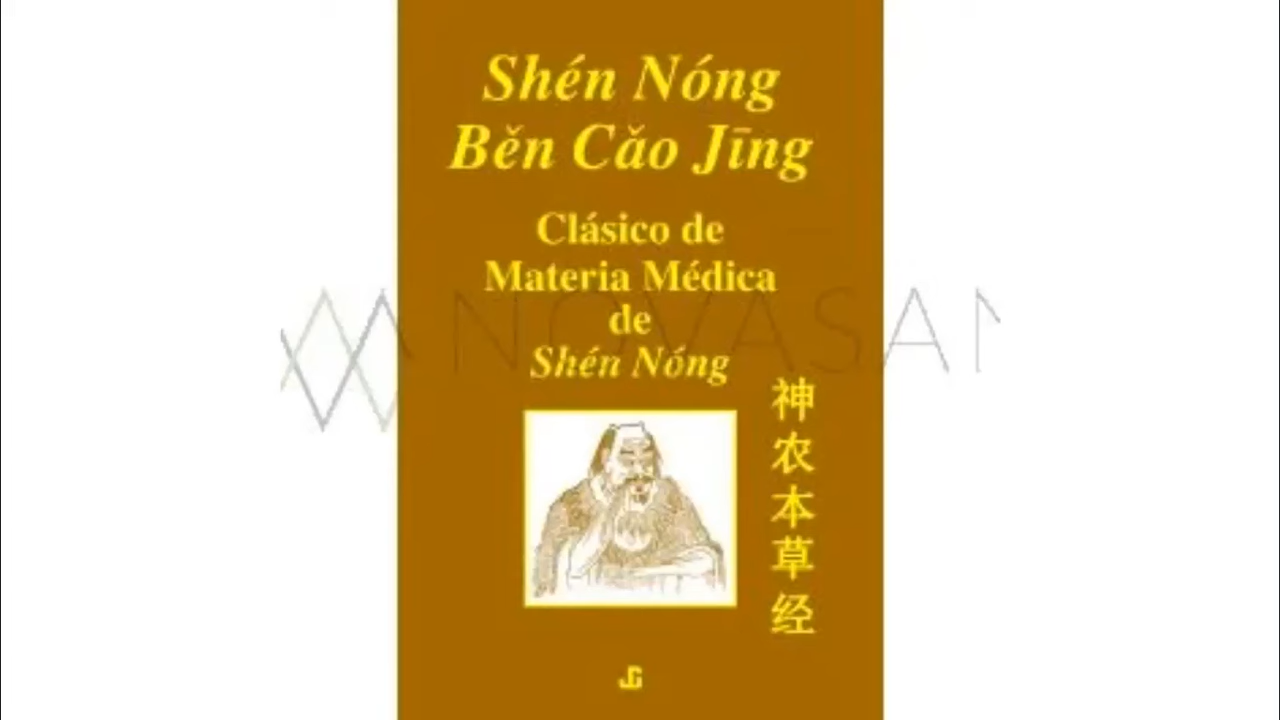 Shén Nóng
Běn Cǎo Jīng
Clásico de
Materia Médica
de
Shén Nóng
神农本草经
NOVASAN